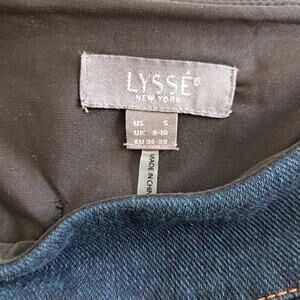 LYSSÉ®
NEW YORK
US S
UK 8-10
EU 36-38
MADE IN CHINA